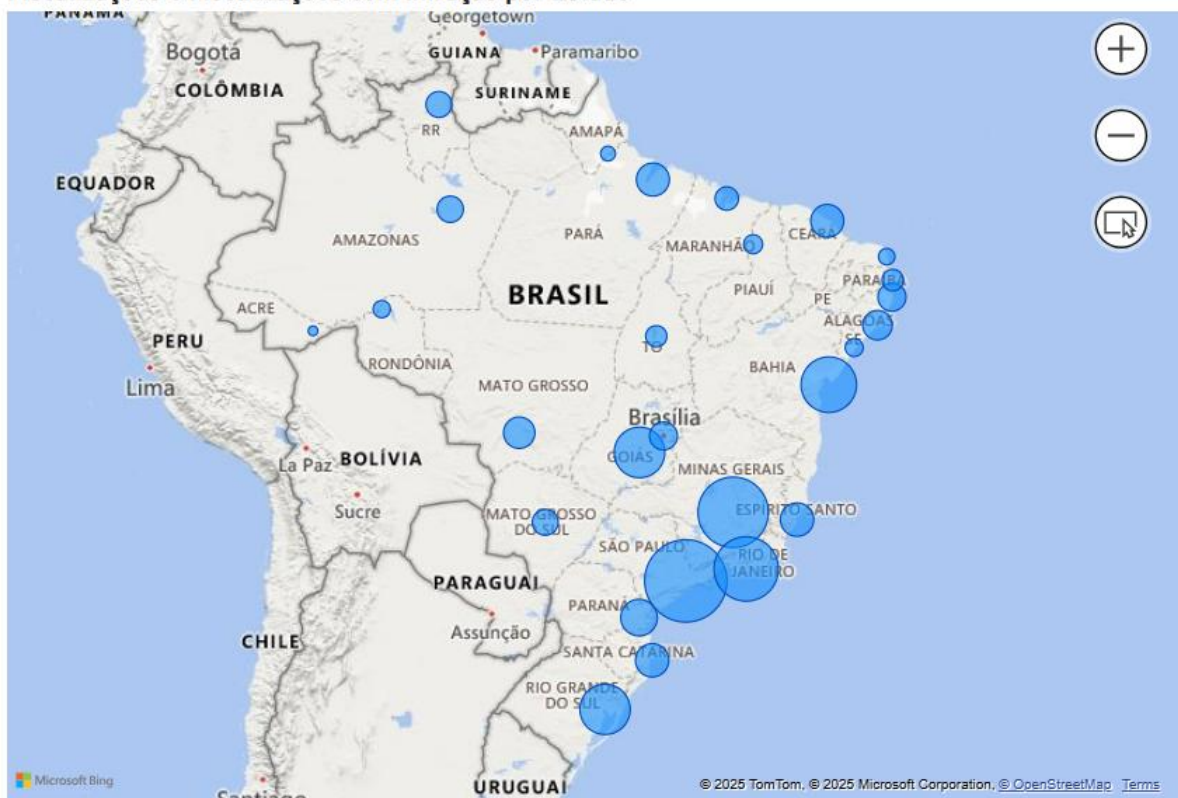 PANAMÁ
Georgetown
Bogotá
GUIANA
Paramaribo
COLÔMBIA
SURINAME
RR
AMAPÁ
EQUADOR
AMAZONAS
PARÁ
MARANHÃO
CEARÁ
BRASIL
PIAUÍ
PARAÍBA
PE
ACRE
ALAGOAS
SE
PERU
TO
RONDÔNIA
BAHIA
Lima
MATO GROSSO
Brasília
La Paz
BOLÍVIA
GOIÁS
MINAS GERAIS
Sucre
MATO GROSSO
DO SUL
ESPÍRITO SANTO
SÃO PAULO
RIO DE
JANEIRO
PARAGUAI
PARANÁ
Assunção
CHILE
SANTA CATARINA
RIO GRANDE
DO SUL
Microsoft Bing
URUGUAI
Santiago
© 2025 TomTom, © 2025 Microsoft Corporation, © OpenStreetMap Terms